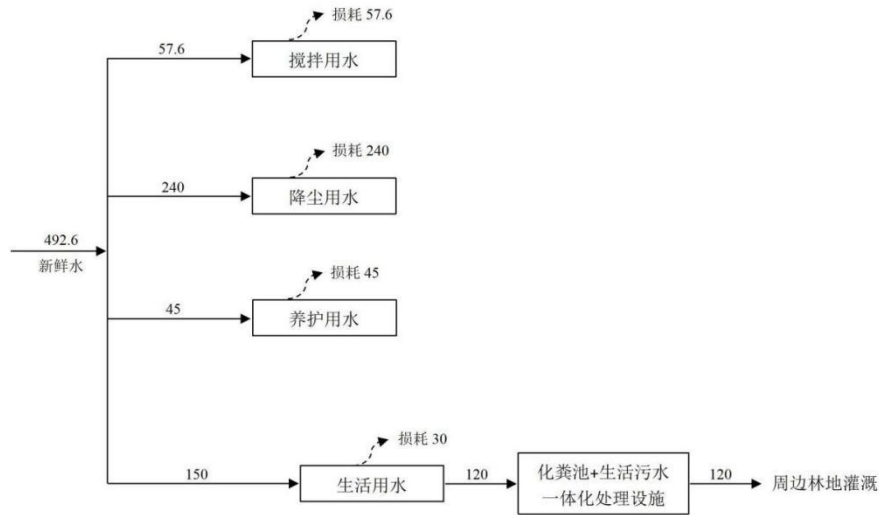 损耗 57.6
57.6
搅拌用水
损耗 240
240
降尘用水
492.6
新鲜水
损耗 45
45
养护用水
损耗 30
150
生活用水
120
化粪池+生活污水
一体化处理设施
120
周边林地灌溉